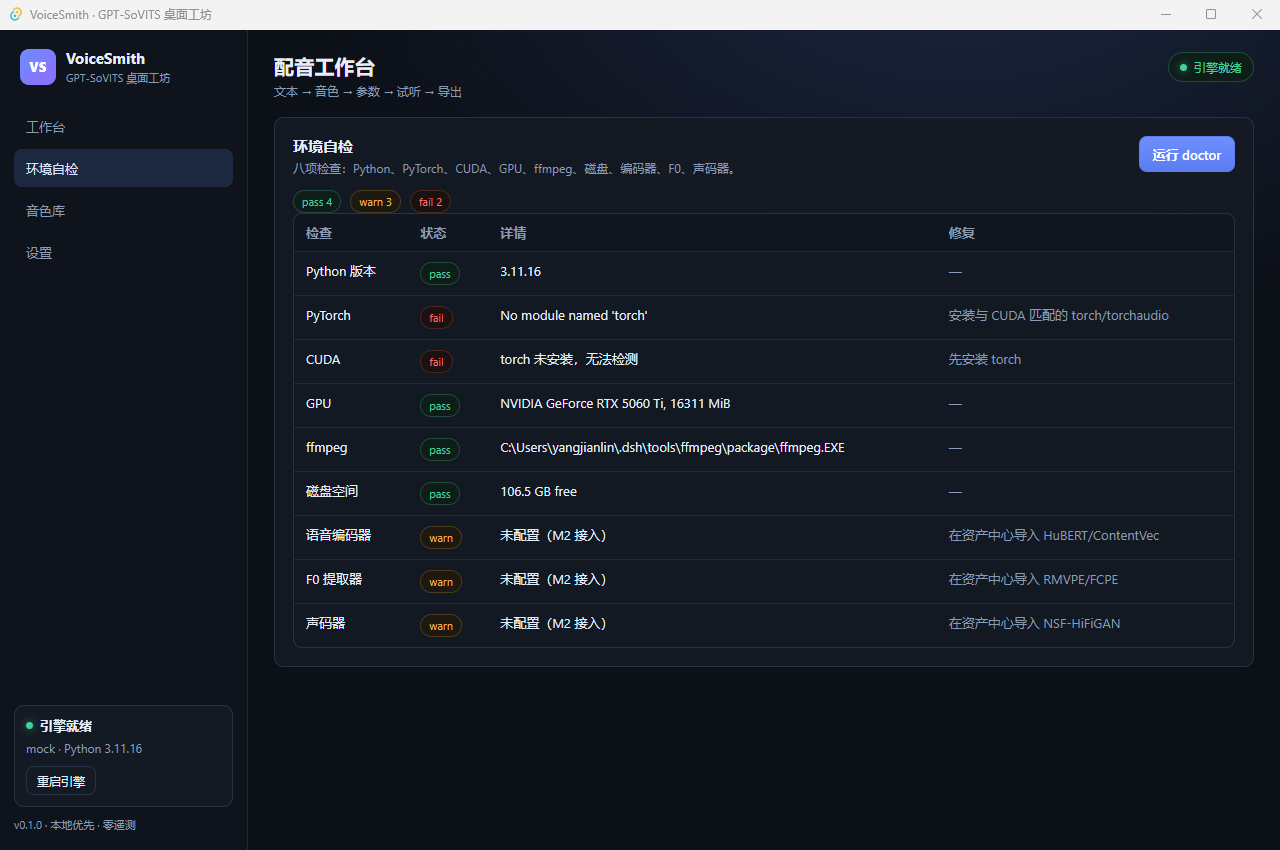 VoiceSmith · GPT-SoVITS 桌面工坊
VS
VoiceSmith
GPT-SoVITS 桌面工坊
工作台
环境自检
音色库
设置
引擎就绪
mock · Python 3.11.16
重启引擎
v0.1.0 · 本地优先 · 零遥测
配音工作台
文本 → 音色 → 参数 → 试听 → 导出
引擎就绪
环境自检
八项检查：Python、PyTorch、CUDA、GPU、ffmpeg、磁盘、编码器、F0、声码器。
运行 doctor
pass 4 warn 3 fail 2
检查 状态 详情 修复
Python 版本 pass 3.11.16 —
PyTorch fail No module named 'torch' 安装与 CUDA 匹配的 torch/torchaudio
CUDA fail torch 未安装，无法检测 先安装 torch
GPU pass NVIDIA GeForce RTX 5060 Ti, 16311 MiB —
ffmpeg pass C:\Users\yangjianlin\.dsh\tools\ffmpeg\package\ffmpeg.EXE —
磁盘空间 pass 106.5 GB free —
语音编码器 warn 未配置（M2 接入） 在资产中心导入 HuBERT/ContentVec
F0 提取器 warn 未配置（M2 接入） 在资产中心导入 RMVPE/FCPE
声码器 warn 未配置（M2 接入） 在资产中心导入 NSF-HiFiGAN